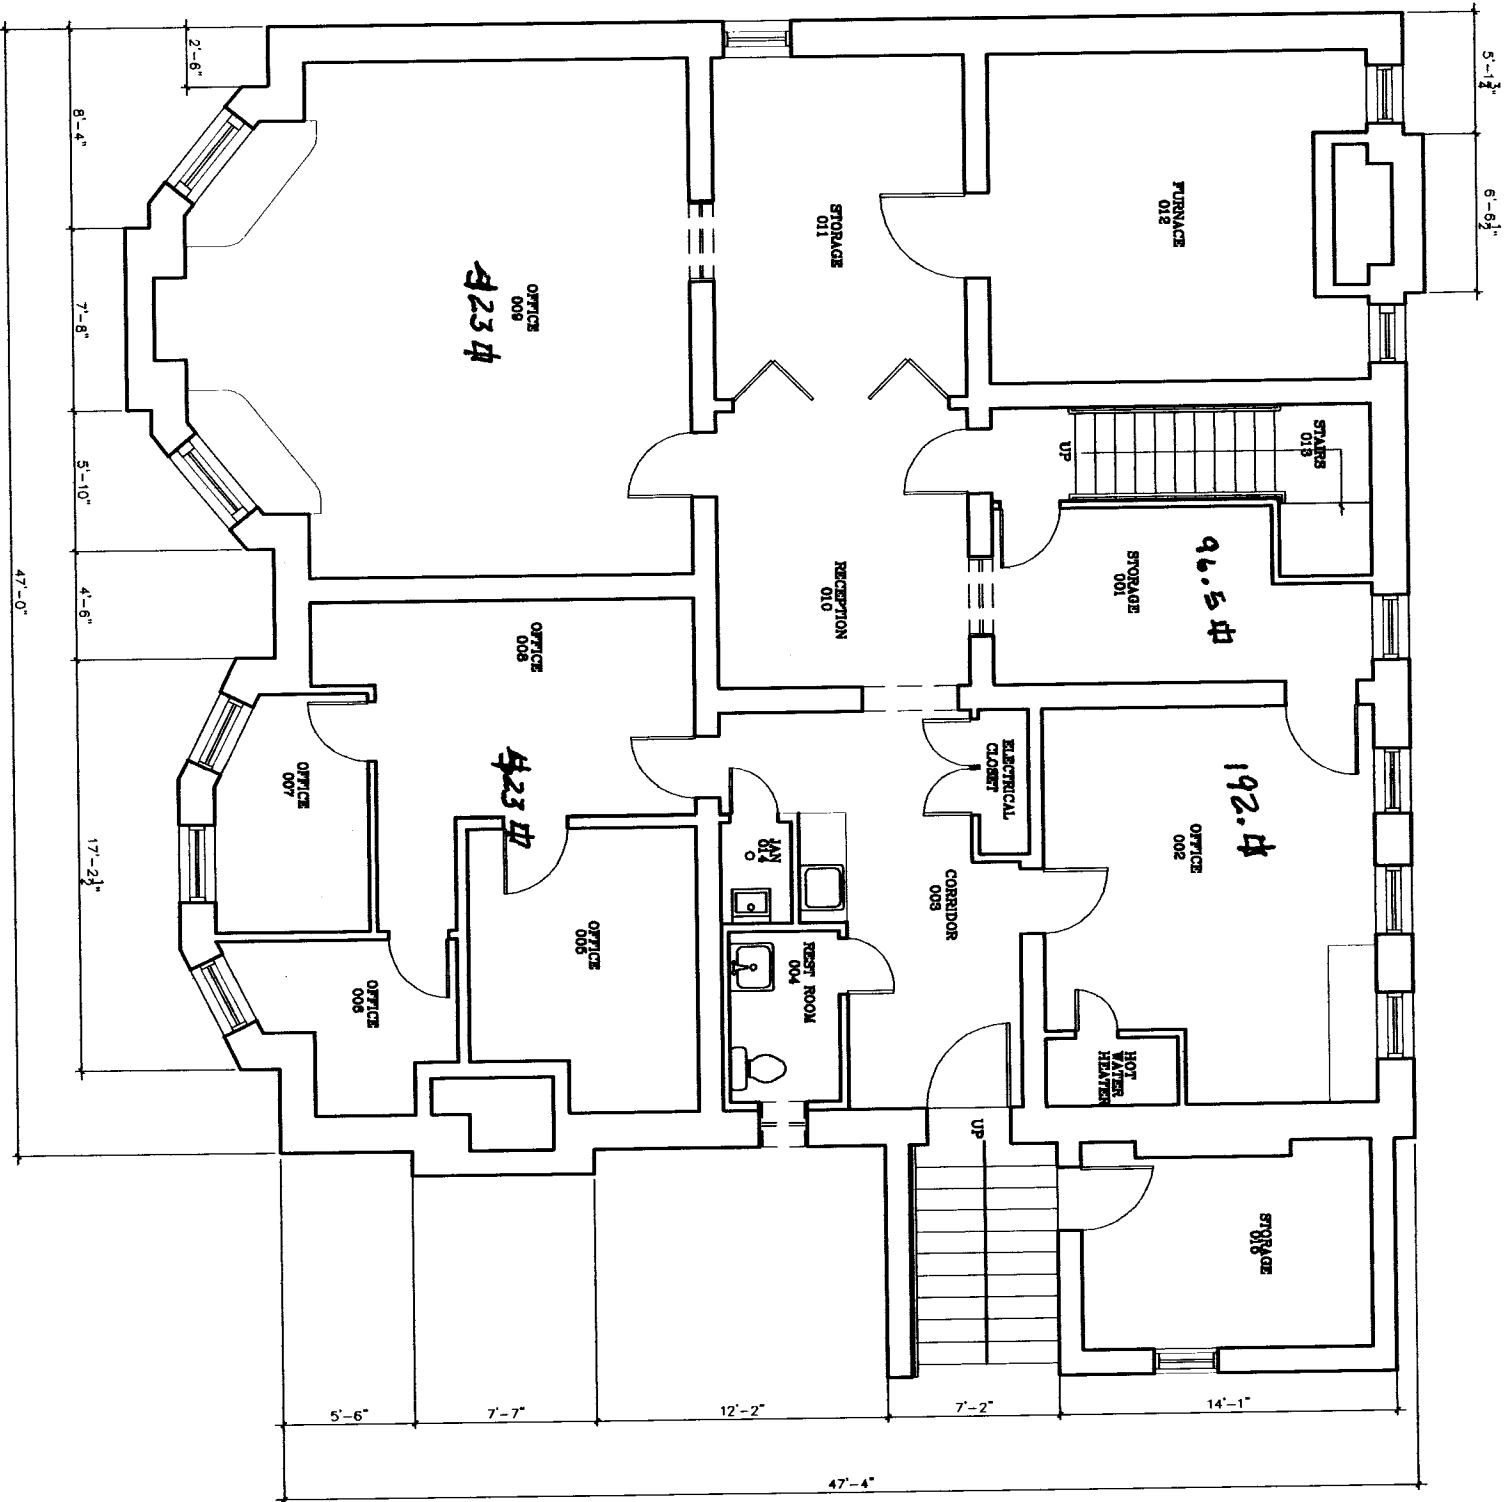 2'-6"
8'-4"
7'-8"
5'-10"
4'-6"
17'-2½"
47'-0"
5'-1¾"
6'-6½"
FURNACE
012
STORAGE
011
OFFICE
009
423
STAIRS
013
UP
STORAGE
001
96.5
RECEPTION
010
OFFICE
008
423
OFFICE
007
OFFICE
006
OFFICE
005
ELECTRICAL
CLOSET
JAN
014
CORRIDOR
003
REST ROOM
004
192.
OFFICE
002
HOT
WATER
HEATER
UP
STORAGE
5'-6"
7'-7"
12'-2"
7'-2"
14'-1"
47'-4"